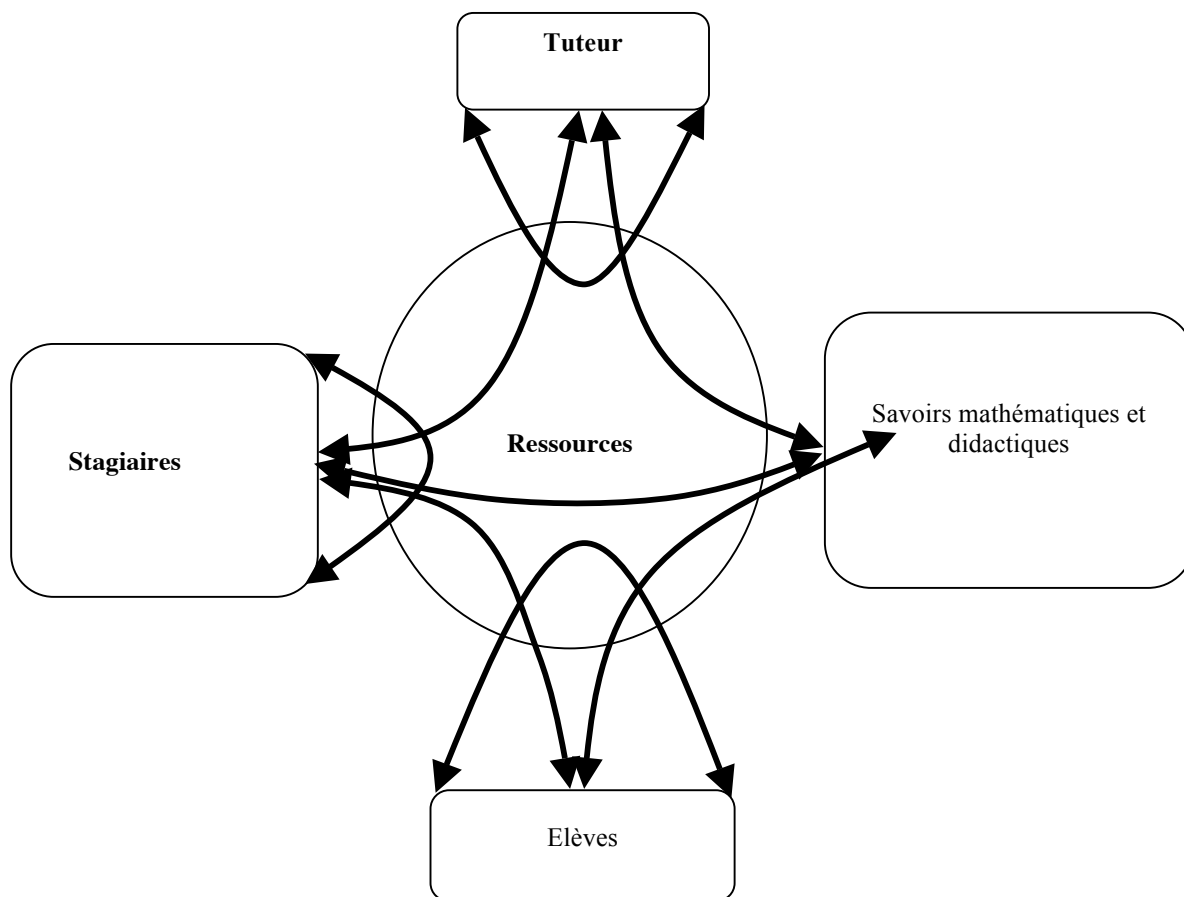 Tuteur
Savoirs mathématiques et
didactiques
Ressources
Stagiaires
Elèves